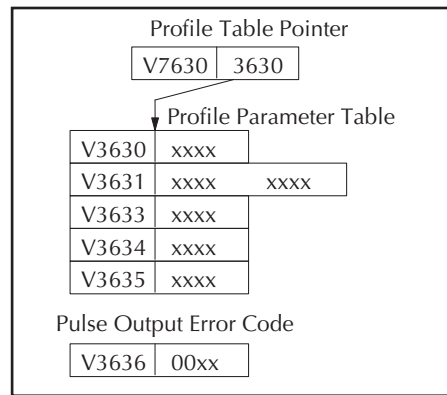 Profile Table Pointer
V7630 3630
Profile Parameter Table
V3630 xxxx
V3631 xxxx xxxx
V3633 xxxx
V3634 xxxx
V3635 xxxx
Pulse Output Error Code
V3636 00xx